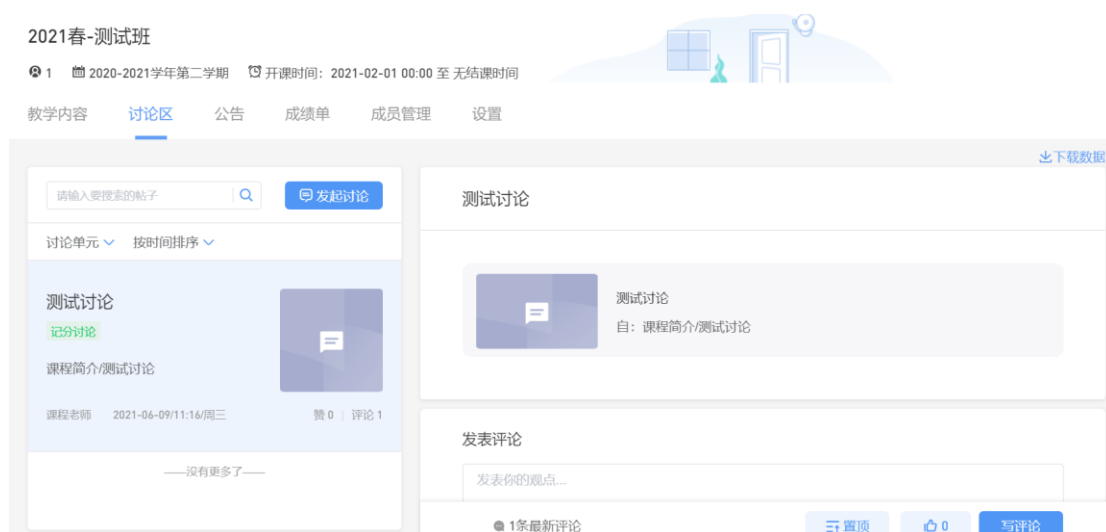 2021春-测试班
1 2020-2021学年第二学期 开课时间：2021-02-01 00:00 至 无结课时间
教学内容 讨论区 公告 成绩单 成员管理 设置
下载数据
请输入要搜索的帖子 发起讨论
讨论单元 按时间排序
测试讨论
记分讨论
课程简介/测试讨论
课程老师 2021-06-09/11:16/周三 赞 0 | 评论 1
——没有更多了——
测试讨论
测试讨论
自：课程简介/测试讨论
发表评论
发表你的观点...
1条最新评论 置顶 0 写评论